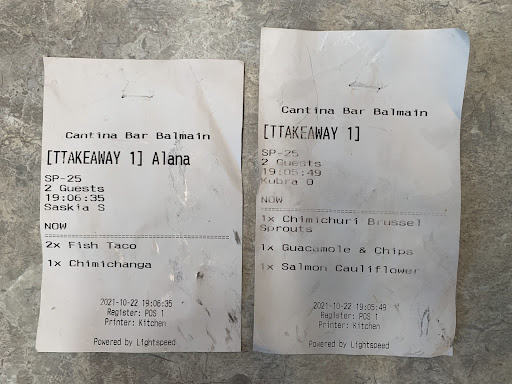 Cantina Bar Balmain
[TTAKEAWAY 1] Alana
SP-25
2 Guests
19:06:35
Saskia S
NOW
2x Fish Taco
1x Chimichanga
2021-10-22 19:06:35
Register: POS 1
Printer: Kitchen
Powered by Lightspeed
Cantina Bar Balmain
[TTAKEAWAY 1]
SP-25
2 Guests
19:05:49
Kubra O
NOW
1x Chimichuri Brussel
Sprouts
1x Guacamole & Chips
1x Salmon Cauliflower
2021-10-22 19:05:49
Register: POS 1
Printer: Kitchen
Powered by Lightspeed